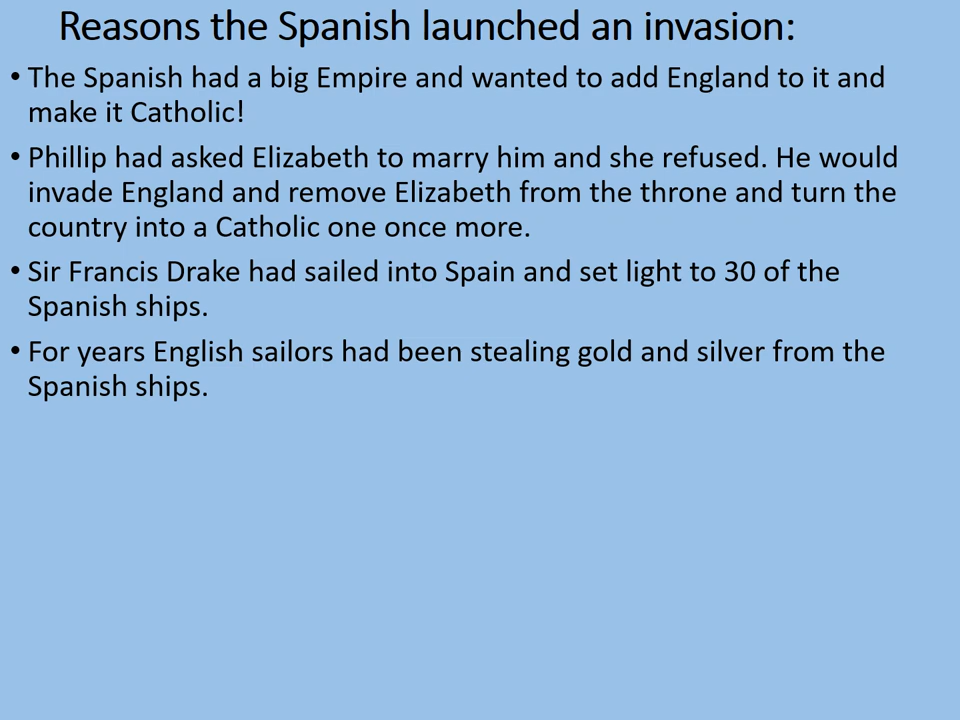 Reasons the Spanish launched an invasion:
• The Spanish had a big Empire and wanted to add England to it and
make it Catholic!
• Phillip had asked Elizabeth to marry him and she refused. He would
invade England and remove Elizabeth from the throne and turn the
country into a Catholic one once more.
• Sir Francis Drake had sailed into Spain and set light to 30 of the
Spanish ships.
• For years English sailors had been stealing gold and silver from the
Spanish ships.